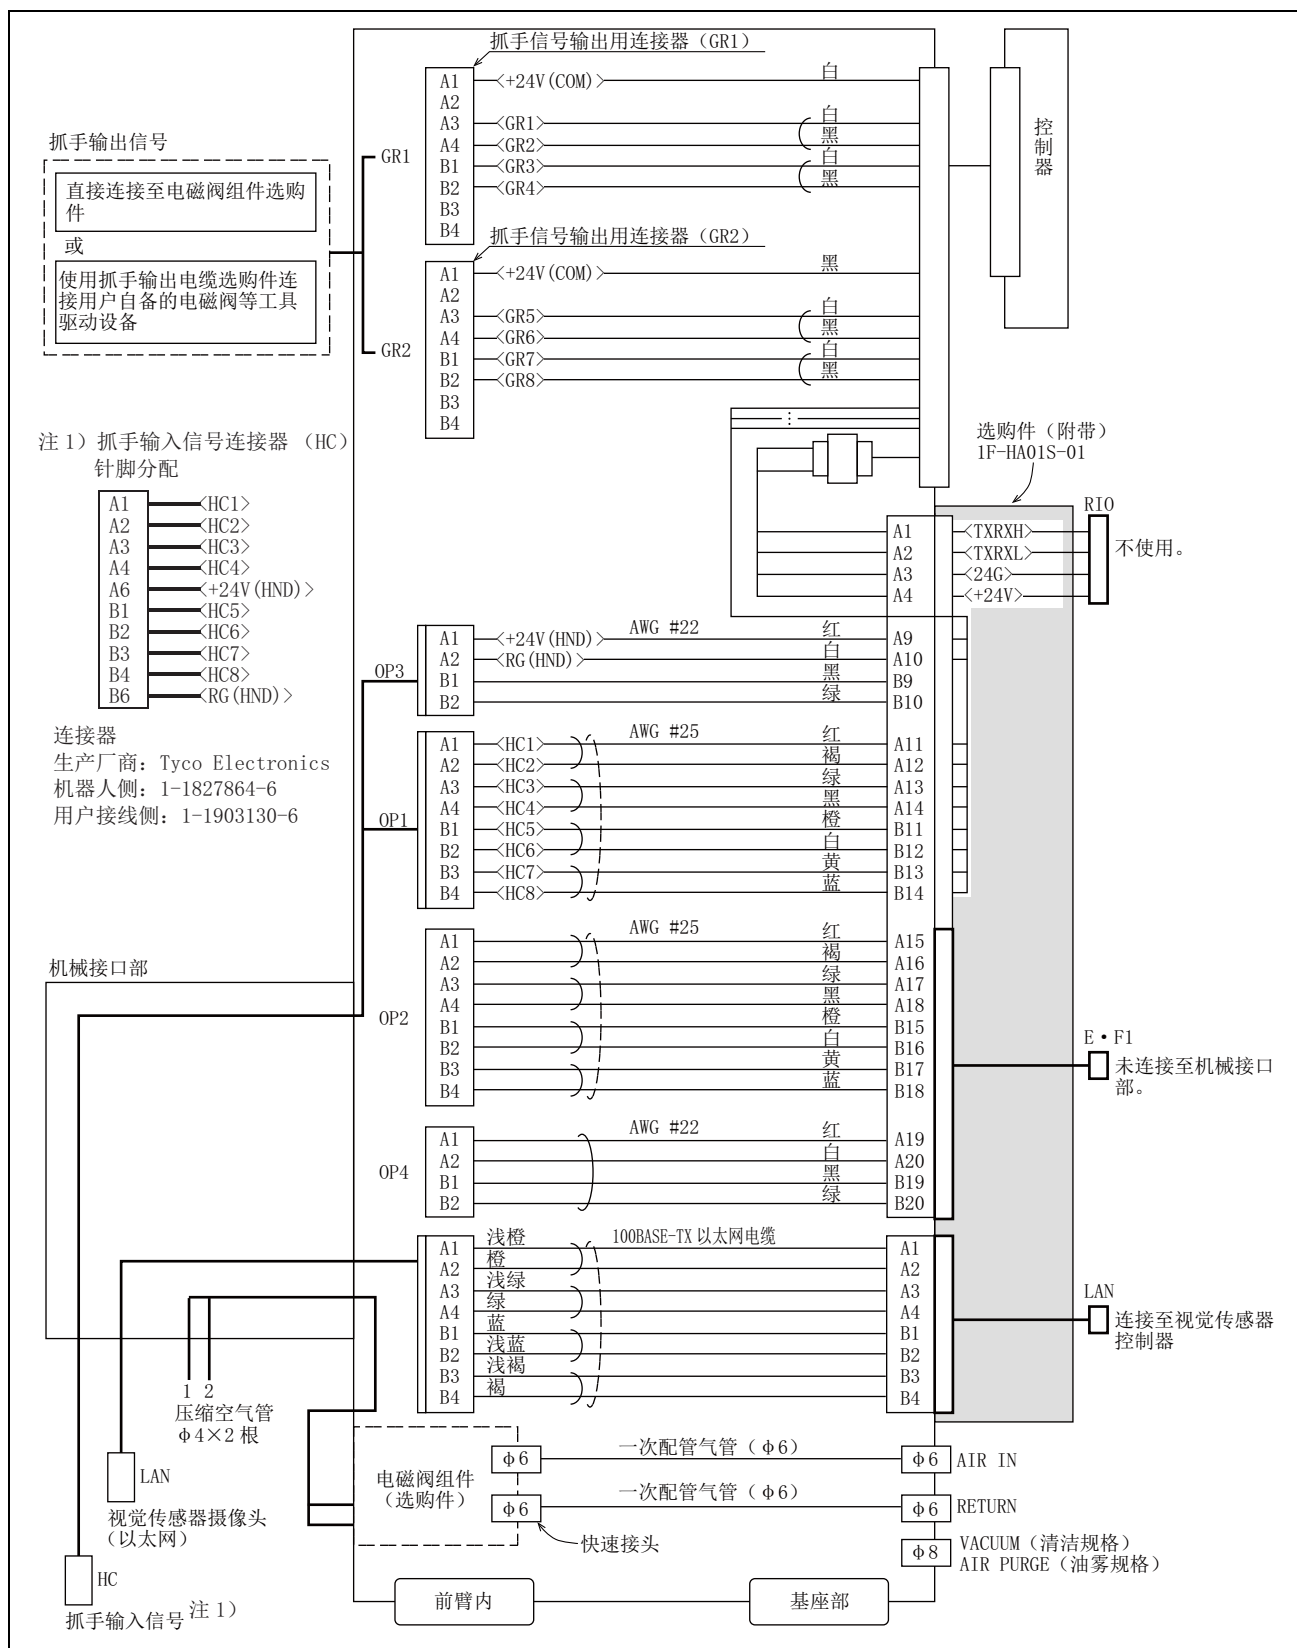 抓手信号输出用连接器（GR1）
A1 <+24V(COM)> 白
A2
A3 <GR1> 白
A4 <GR2> 黑
B1 <GR3> 白
B2 <GR4> 黑
B3
B4
控制器
抓手输出信号
直接连接至电磁阀组件选购
件
或
使用抓手输出电缆选购件连
接用户自备的电磁阀等工具
驱动设备
GR1
GR2
抓手信号输出用连接器（GR2）
A1 <+24V(COM)> 黑
A2
A3 <GR5> 白
A4 <GR6> 黑
B1 <GR7> 白
B2 <GR8> 黑
B3
B4
注 1）抓手输入信号连接器 （HC）
针脚分配
A1 <HC1>
A2 <HC2>
A3 <HC3>
A4 <HC4>
A6 <+24V(HND)>
B1 <HC5>
B2 <HC6>
B3 <HC7>
B4 <HC8>
B6 <RG(HND)>
连接器
生产厂商：Tyco Electronics
机器人侧：1-1827864-6
用户接线侧：1-1903130-6
选购件（附带）
1F-HA01S-01
RIO
A1 <TXRXH>
A2 <TXRXL>
A3 <24G>
A4 <+24V>
不使用。
OP3
AWG #22
A1 <+24V(HND)> 红 A9
A2 <RG(HND)> 白 A10
B1 黑 B9
B2 绿 B10
OP1
AWG #25
A1 <HC1> 红 A11
A2 <HC2> 褐 A12
A3 <HC3> 绿 A13
A4 <HC4> 黑 A14
B1 <HC5> 橙 B11
B2 <HC6> 白 B12
B3 <HC7> 黄 B13
B4 <HC8> 蓝 B14
OP2
AWG #25
A1 红 A15
A2 褐 A16
A3 绿 A17
A4 黑 A18
B1 橙 B15
B2 白 B16
B3 黄 B17
B4 蓝 B18
机械接口部
E・F1
未连接至机械接口
部。
OP4
AWG #22
A1 红 A19
A2 白 A20
B1 黑 B19
B2 绿 B20
100BASE-TX 以太网电缆
A1 浅橙 A1
A2 橙 A2
A3 浅绿 A3
A4 绿 A4
B1 蓝 B1
B2 浅蓝 B2
B3 浅褐 B3
B4 褐 B4
LAN
连接至视觉传感器
控制器
1 2
压缩空气管
φ4×2 根
LAN
视觉传感器摄像头
（以太网）
HC
抓手输入信号 注 1）
电磁阀组件
（选购件）
φ6 一次配管气管（φ6） φ6 AIR IN
φ6 一次配管气管（φ6） φ6 RETURN
快速接头
φ8 VACUUM（清洁规格）
AIR PURGE（油雾规格）
前臂内
基座部